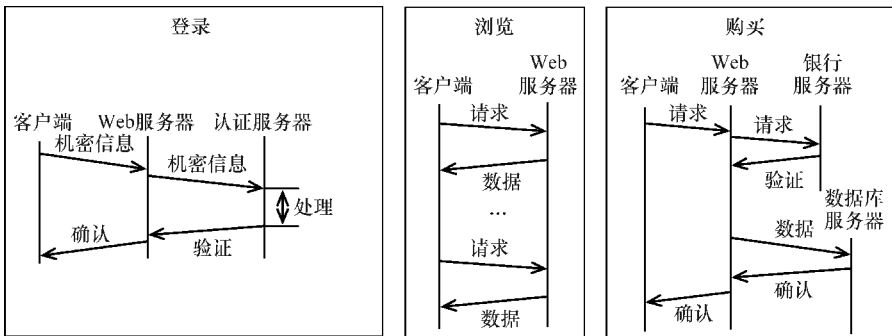 登录
客户端 Web服务器 认证服务器
机密信息
机密信息
处理
确认
验证
浏览
客户端
Web
服务器
请求
数据
...
请求
数据
购买
客户端
Web
服务器
银行
服务器
请求
请求
验证
数据库
服务器
数据
确认
确认